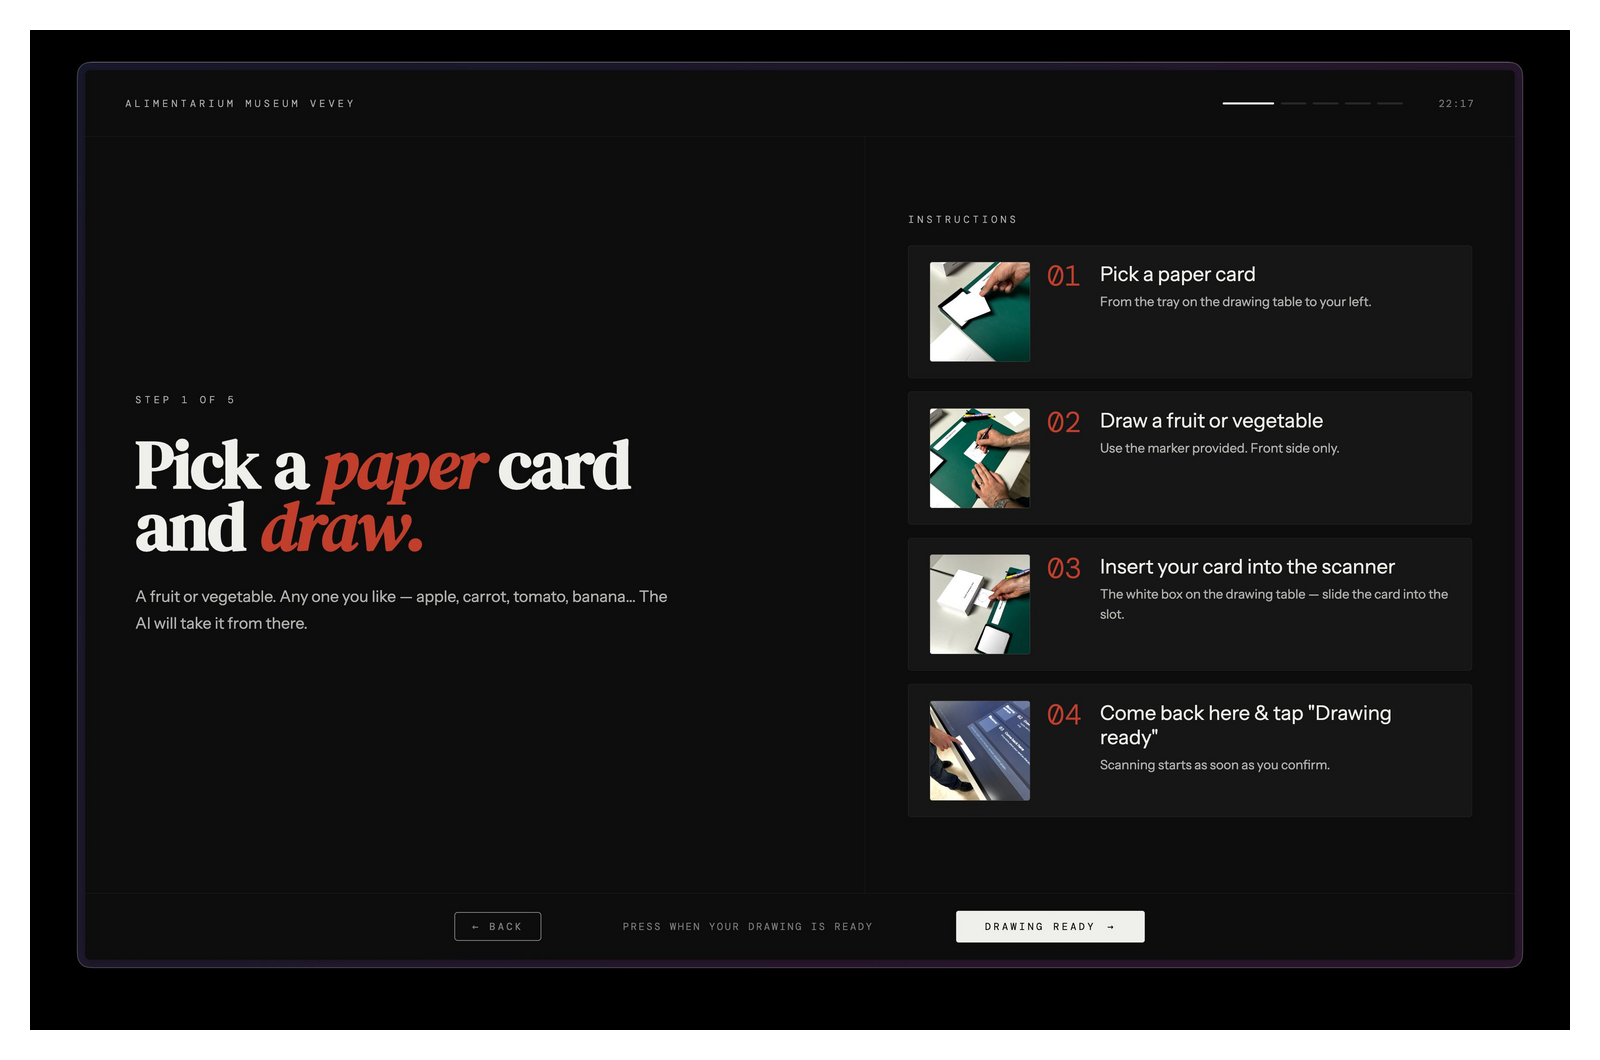 ALIMENTARIUM MUSEUM VEVEY
22:17
STEP 1 OF 5
Pick a paper card
and draw.
A fruit or vegetable. Any one you like — apple, carrot, tomato, banana... The
AI will take it from there.
INSTRUCTIONS
01 Pick a paper card
From the tray on the drawing table to your left.
02 Draw a fruit or vegetable
Use the marker provided. Front side only.
03 Insert your card into the scanner
The white box on the drawing table — slide the card into the
slot.
04 Come back here & tap "Drawing
ready"
Scanning starts as soon as you confirm.
← BACK
PRESS WHEN YOUR DRAWING IS READY
DRAWING READY →